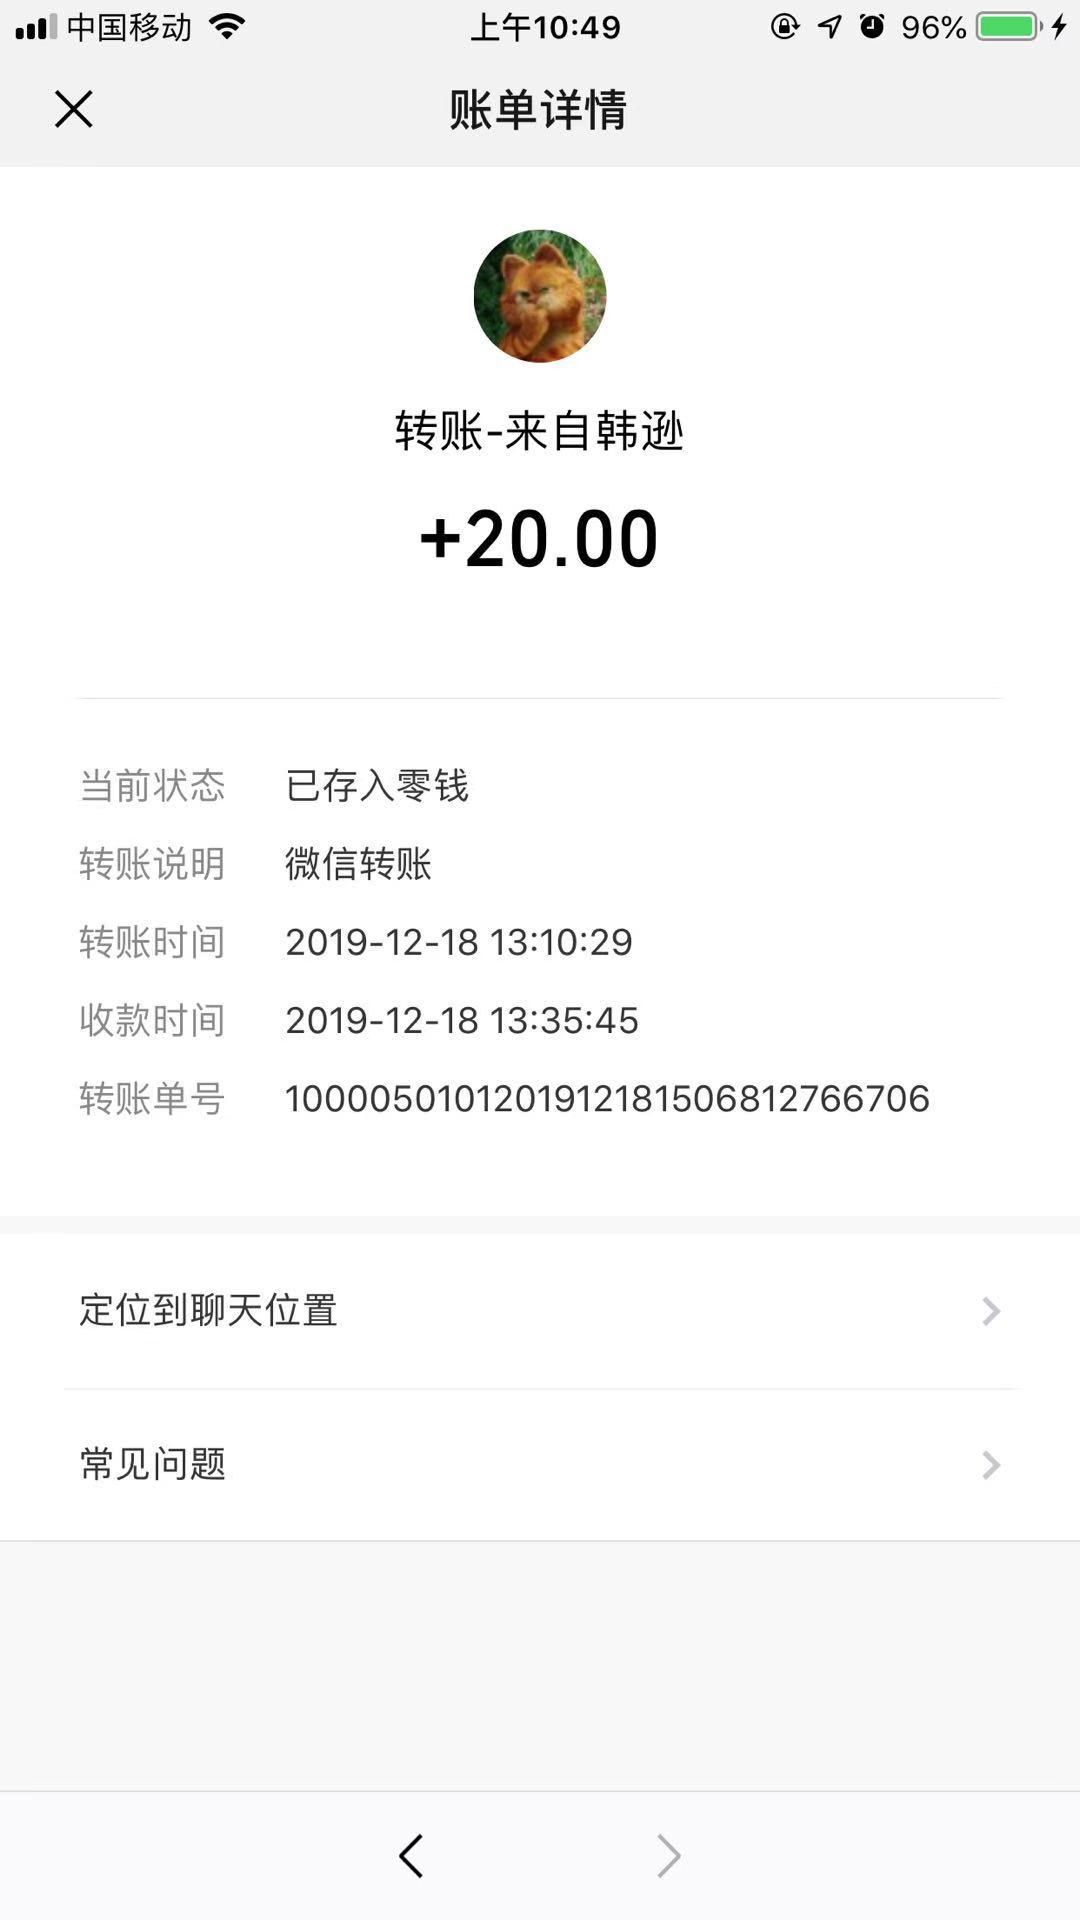 中国移动 上午10:49 96%
账单详情
转账-来自韩逊
+20.00
当前状态 已存入零钱
转账说明 微信转账
转账时间 2019-12-18 13:10:29
收款时间 2019-12-18 13:35:45
转账单号 1000050101201912181506812766706
定位到聊天位置
常见问题